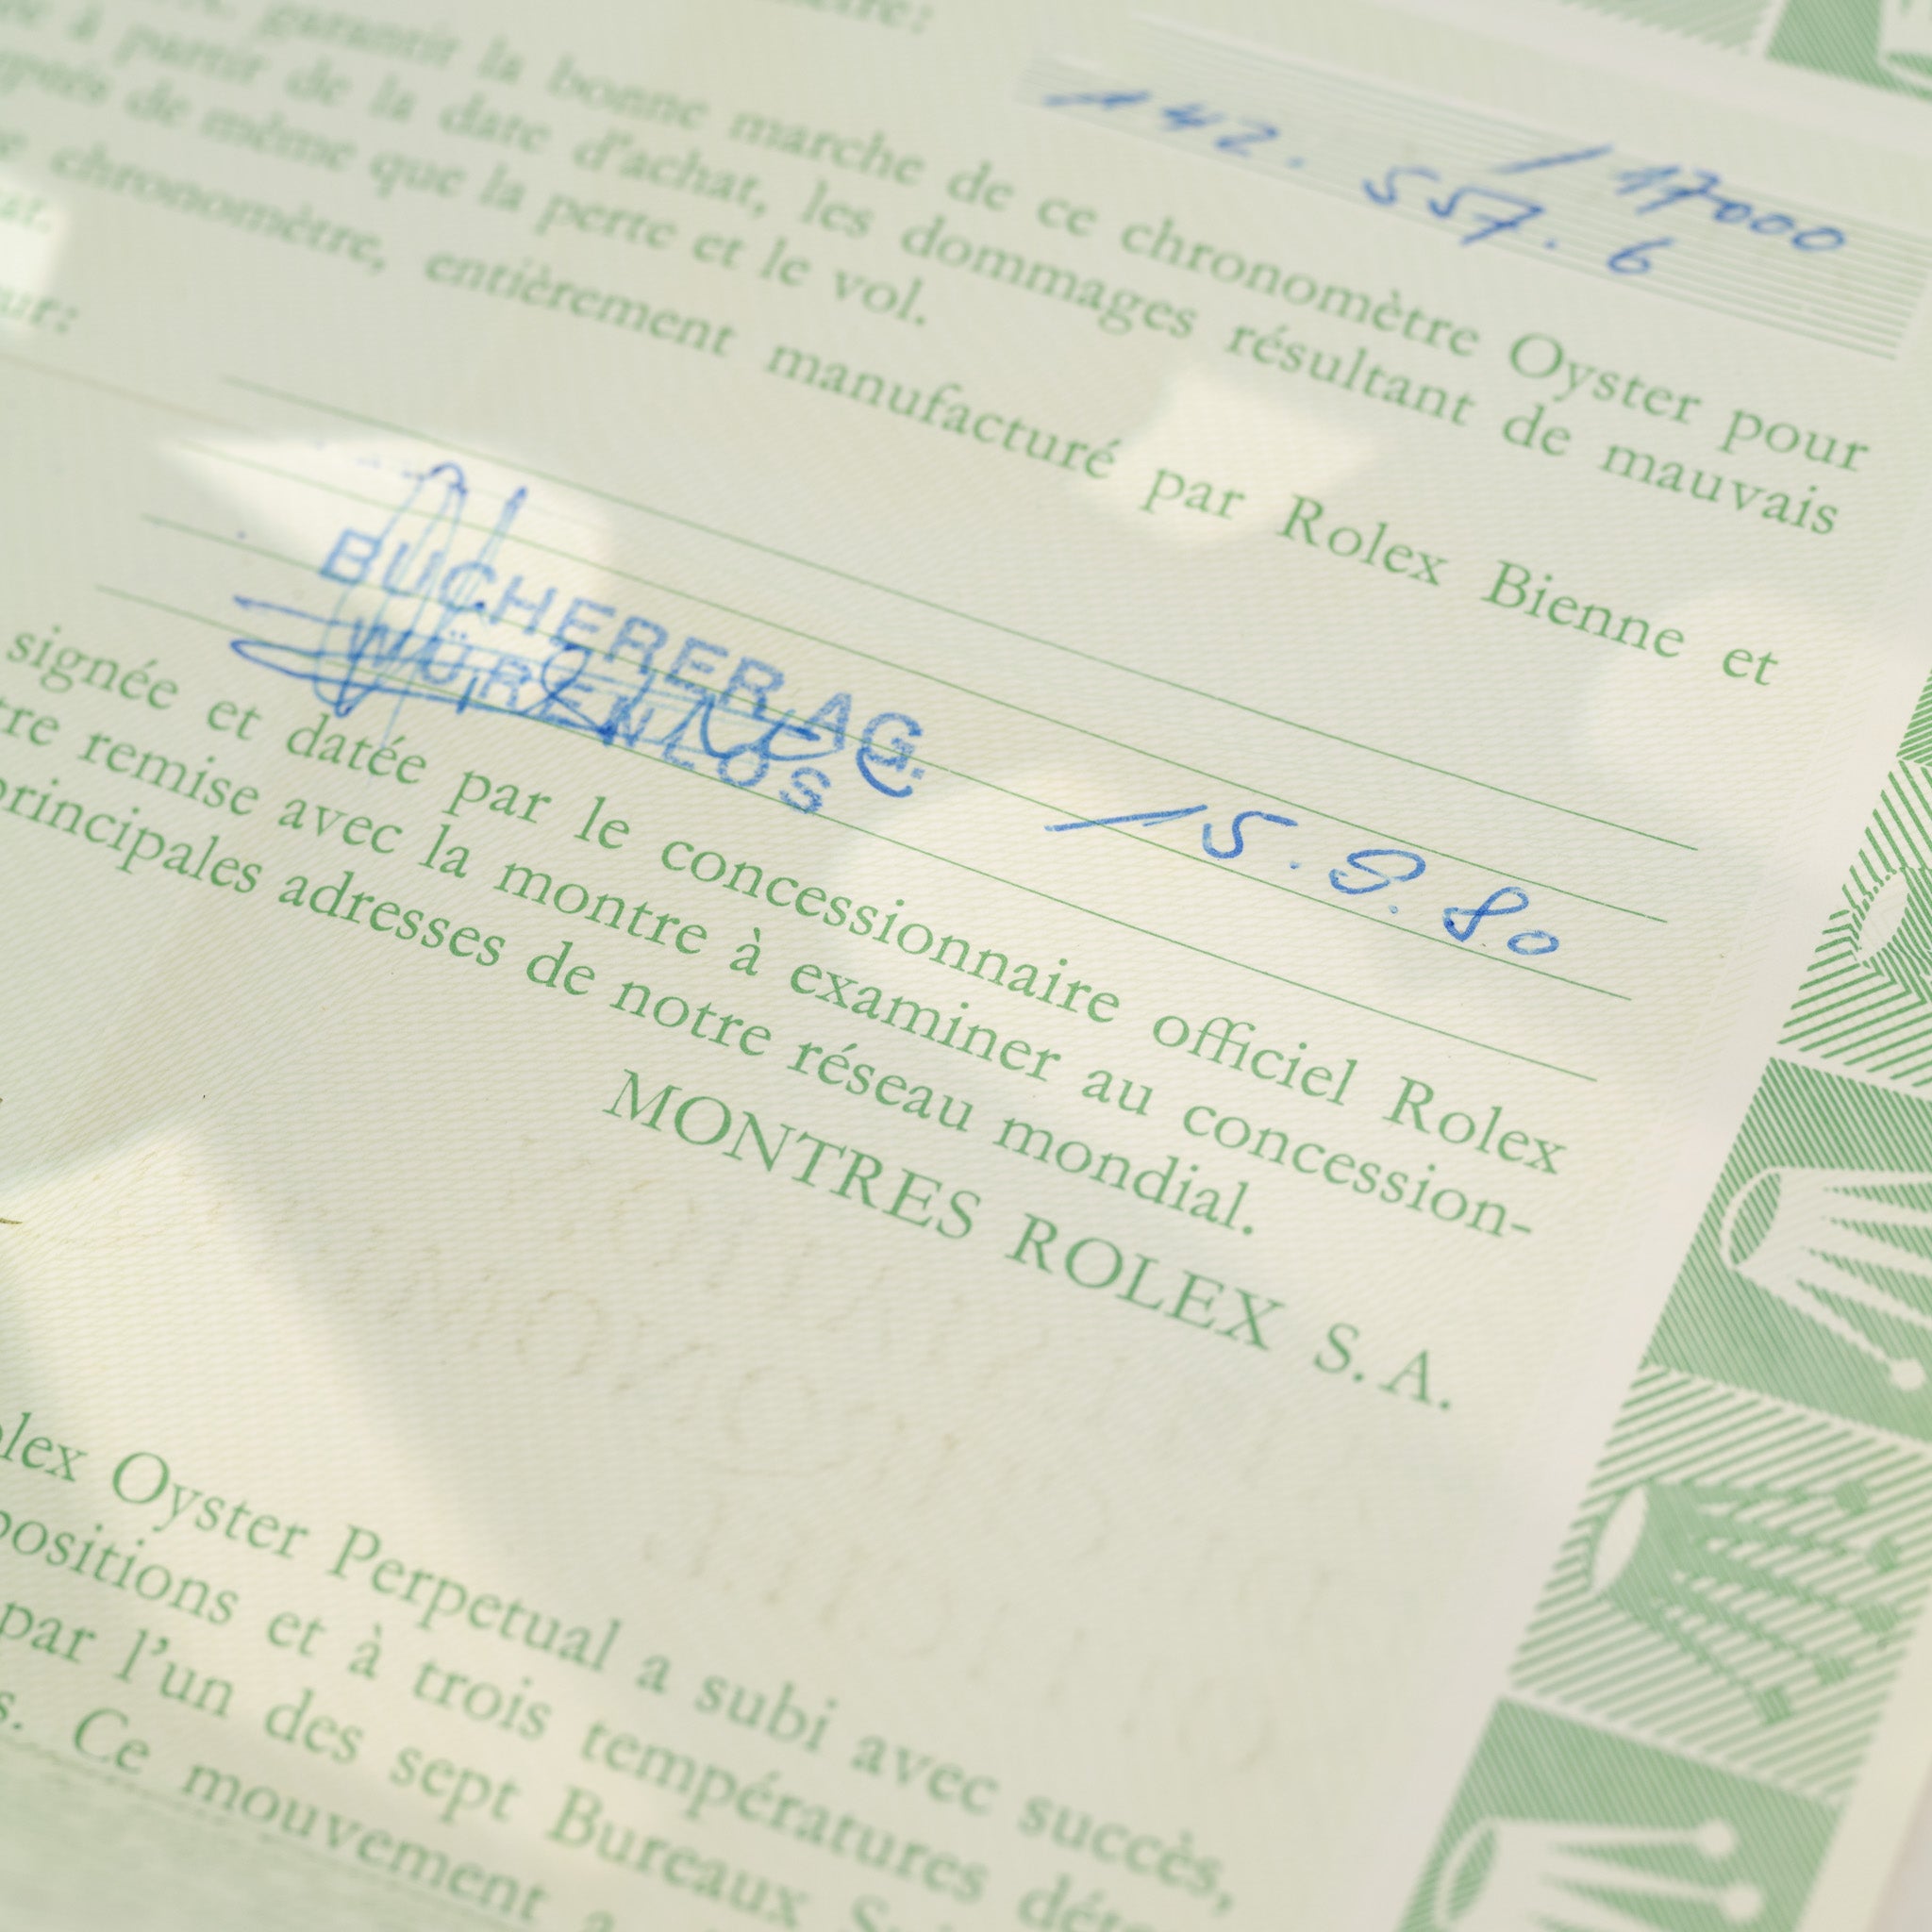 garantit la bonne marche de ce chronomètre Oyster pour
à partir de la date d'achat, les dommages résultant de mauvais
de même que la perte et le vol.
chronomètre, entièrement manufacturé par Rolex Bienne et
142.557.6 / 17000
BUCHERER AG.
WÜRENLOS
15.9.80
signée et datée par le concessionnaire officiel Rolex
remise avec la montre à examiner au concession-
principales adresses de notre réseau mondial.
MONTRES ROLEX S.A.
Oyster Perpetual a subi avec succès,
positions et à trois températures
par l'un des sept Bureaux
Ce mouvement a